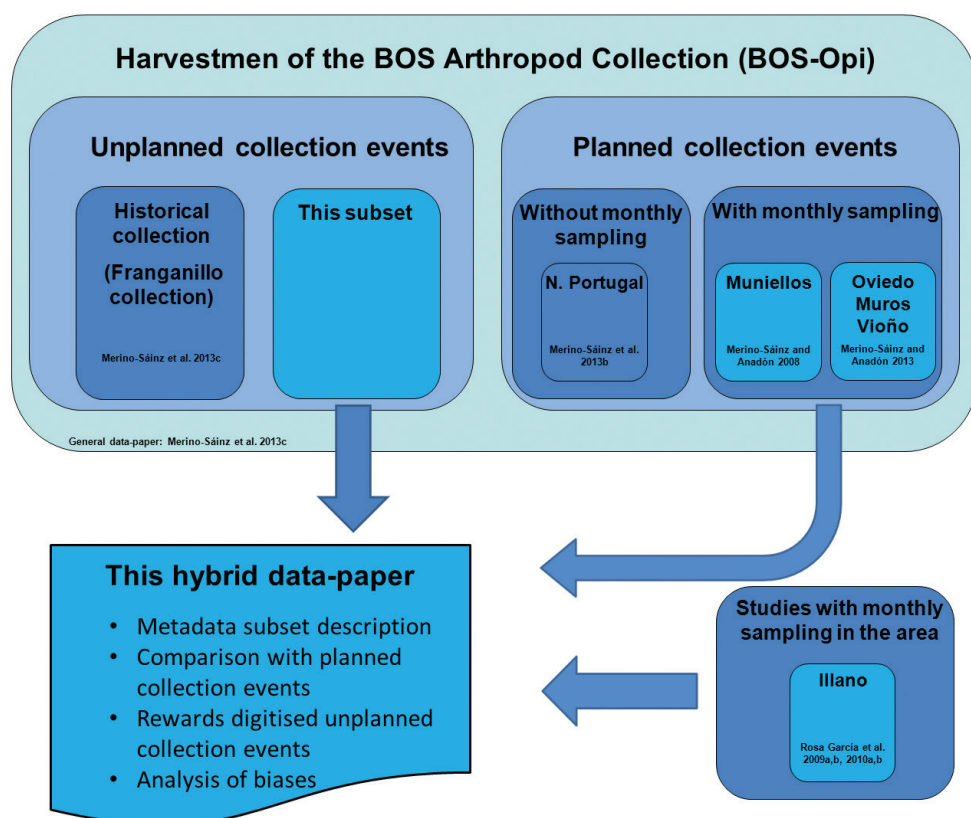 Harvestmen of the BOS Arthropod Collection (BOS-Opi)
Unplanned collection events
Historical
collection
(Franganillo
collection)
Merino-Sáinz et al. 2013c
This subset
Planned collection events
Without monthly
sampling
N. Portugal
Merino-Sáinz et al.
2013b
With monthly sampling
Muniellos
Merino-Sáinz and
Anadón 2008
Oviedo
Muros
Vioño
Merino-Sáinz and
Anadón 2013
General data-paper: Merino-Sáinz et al. 2013c
This hybrid data-paper
• Metadata subset description
• Comparison with planned
collection events
• Rewards digitised unplanned
collection events
• Analysis of biases
Studies with monthly
sampling in the area
Illano
Rosa García et al.
2009a,b, 2010a,b